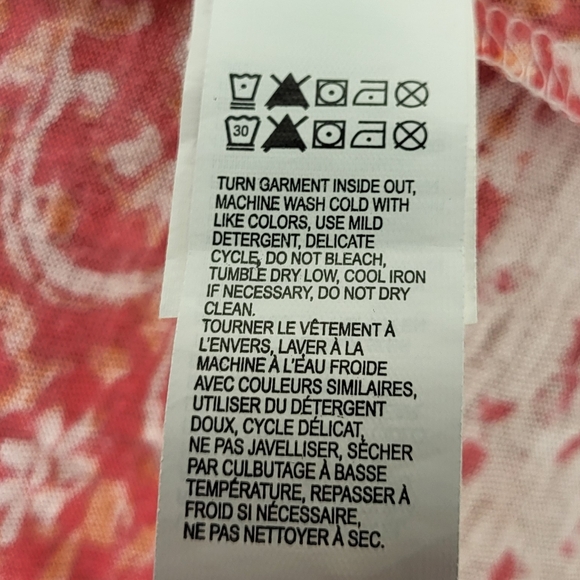 30
TURN GARMENT INSIDE OUT,
MACHINE WASH COLD WITH
LIKE COLORS, USE MILD
DETERGENT, DELICATE
CYCLE, DO NOT BLEACH,
TUMBLE DRY LOW, COOL IRON
IF NECESSARY, DO NOT DRY
CLEAN.
TOURNER LE VÊTEMENT À
L'ENVERS, LAVER À LA
MACHINE À L'EAU FROIDE
AVEC COULEURS SIMILAIRES,
UTILISER DU DÉTERGENT
DOUX, CYCLE DÉLICAT,
NE PAS JAVELLISER, SÈCHER
PAR CULBUTAGE À BASSE
TEMPÉRATURE, REPASSER À
FROID SI NÉCESSAIRE,
NE PAS NETTOYER À SEC.